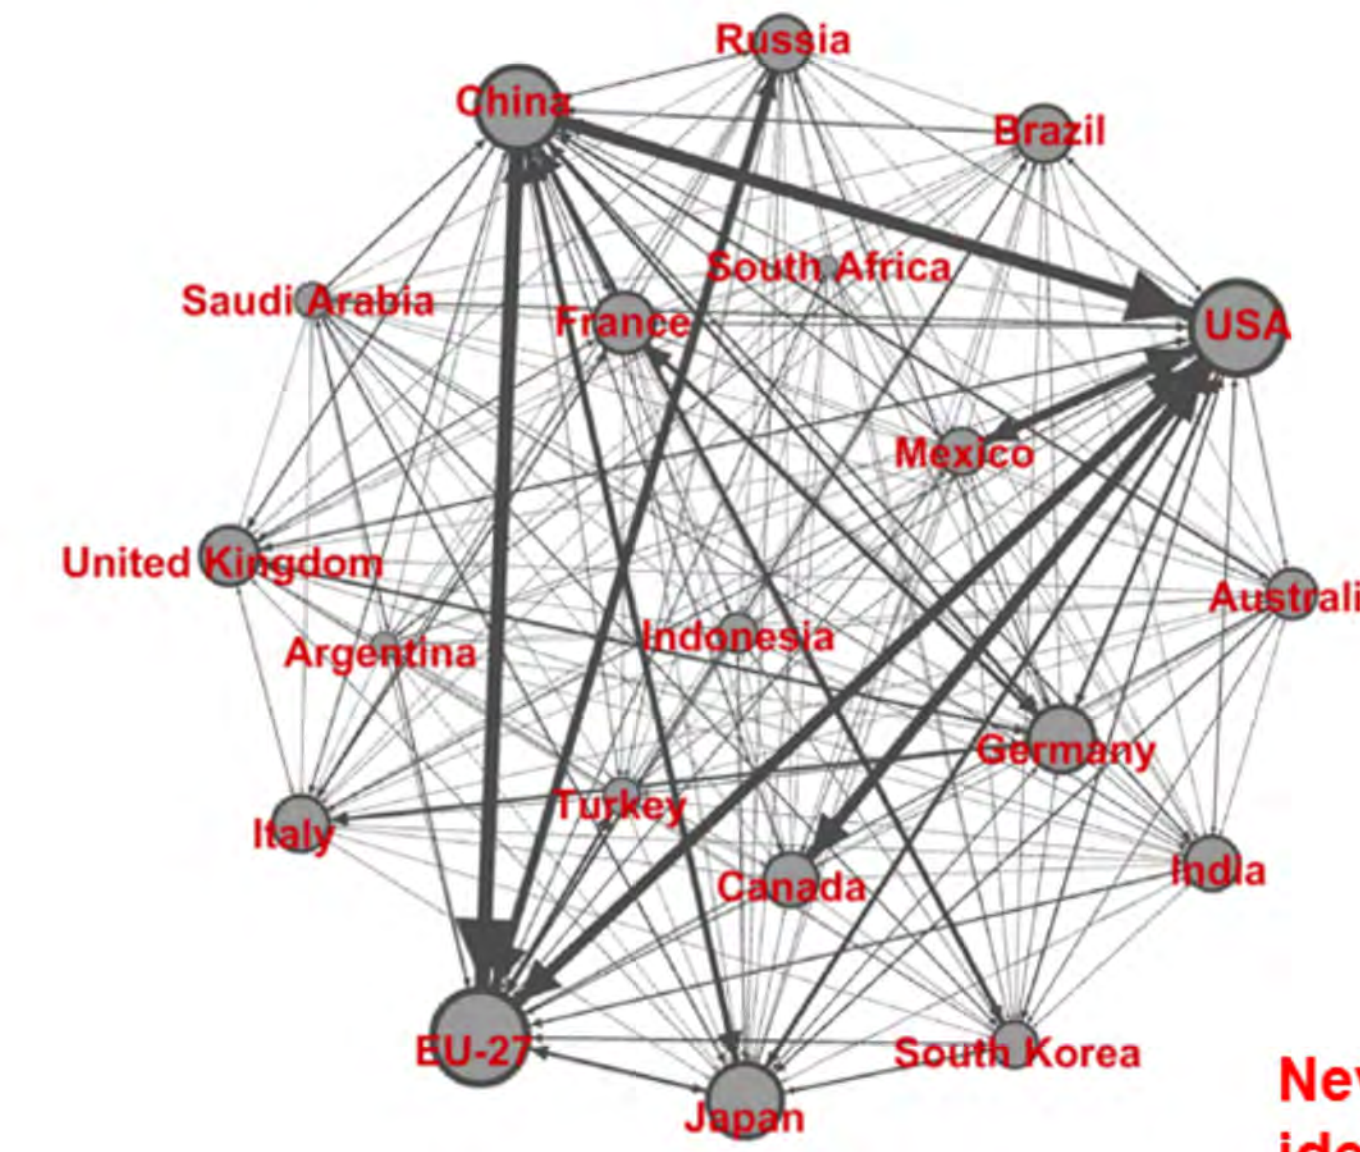 Russia
China
Brazil
South Africa
Saudi Arabia
France
USA
Mexico
United Kingdom
Australi
Indonesia
Argentina
Germany
Turkey
Italy
India
Canada
EU-27
South Korea
Japan